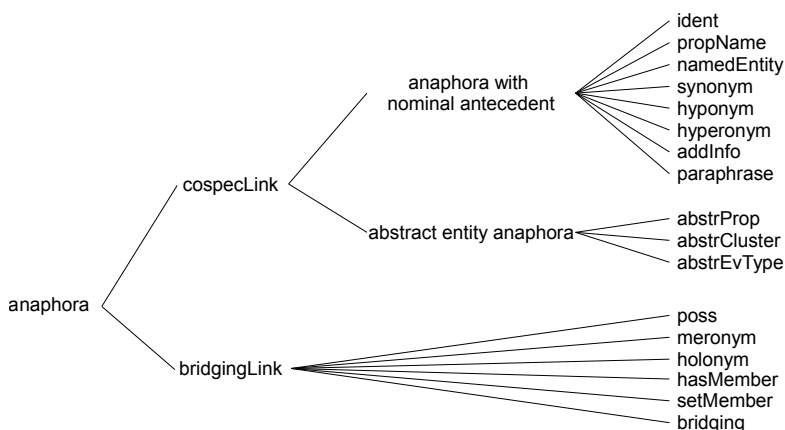 ident
propName
namedEntity
synonym
hyponym
hyperonym
addInfo
paraphrase
anaphora with
nominal antecedent
cospecLink
abstract entity anaphora
abstrProp
abstrCluster
abstrEvType
anaphora
bridgingLink
poss
meronym
holonym
hasMember
setMember
bridging